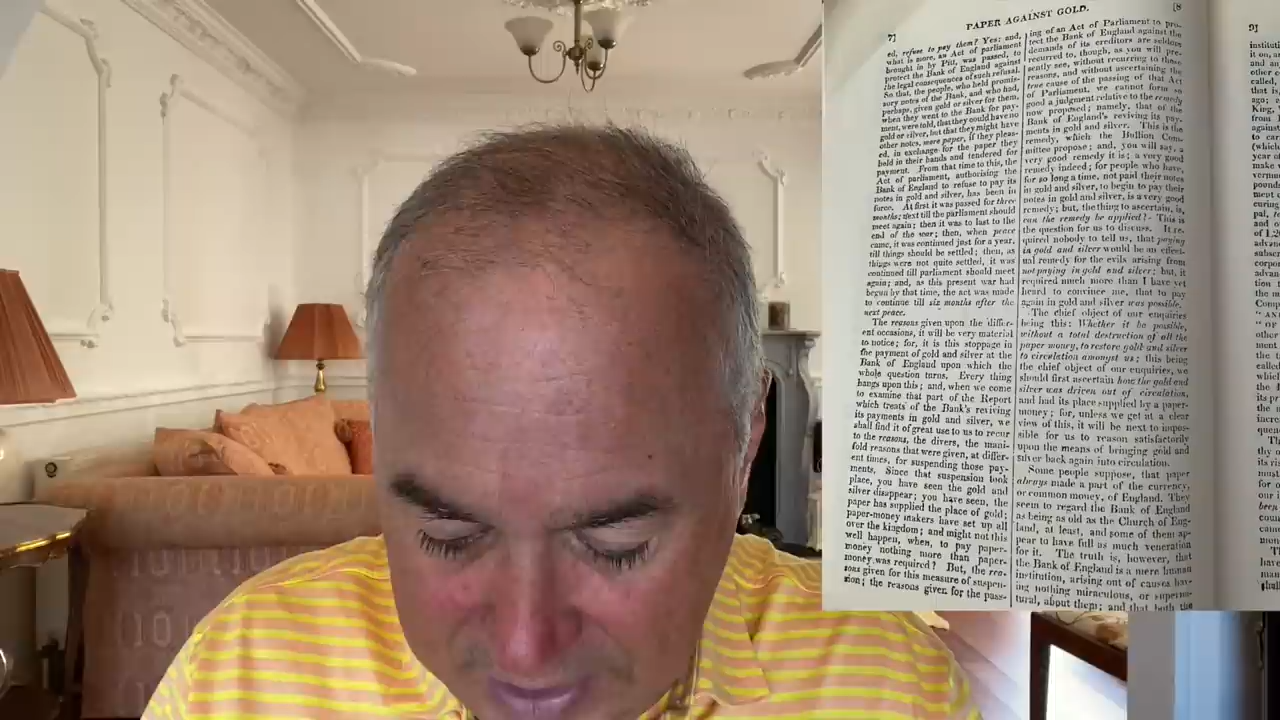 PAPER AGAINST GOLD.
7]
[8
ed, refuse to pay them? Yes: and,
what is more, an Act of parliament
brought in by Pitt, was passed, to
protect the Bank of England against
the legal consequences of such refusal.
So that, the people, who held promis-
sory notes of the Bank, and who had,
perhaps, given gold or silver for them,
when they went to the Bank for pay-
ment, were told, that they could have no
gold or silver, but that they might have
other notes, more paper, if they pleas-
ed, in exchange for the paper they
held in their hands and tendered for
payment. From that time to this, the
Act of parliament, authorising the
Bank of England to refuse to pay its
notes in gold and silver, has been in
force. At first it was passed for three
months; next till the parliament should
meet again; then it was to last to the
end of the war; then, when peace
came, it was continued just for a year,
till things should be settled; then, as
things were not quite settled, it was
continued till parliament should meet
again; and, as this present war had
begun by that time, the act was made
to continue till six months after the
next peace.
The reasons given upon the differ-
ent occasions, it will be very material
to notice; for, it is this stoppage in
the payment of gold and silver at the
Bank of England upon which the
whole question turns. Every thing
hangs upon this; and, when we come
to examine that part of the Report
which treats of the Bank's reviving
its payments in gold and silver, we
shall find it of great use to us to recur
to the reasons, the divers, the mani-
fold reasons that were given, at differ-
ent times, for suspending those pay-
ments. Since that suspension took
place, you have seen the gold and
silver disappear; you have seen, the
paper has supplied the place of gold;
paper-money makers have set up all
over the kingdom; and might not this
well happen, when, to pay paper-
money nothing more than paper-
money was required? But, the rea-
sons given for this measure of suspen-
sion; the reasons given for the pass-
ing of an Act of Parliament to pro-
tect the Bank of England against the
demands of its creditors are seldom
recurred to, though, as you will pre-
sently see, without recurring to those
reasons, and without ascertaining the
true cause of the passing of that Act
of Parliament, we cannot form so
good a judgment relative to the remedy
now proposed; namely, that of the
Bank of England's reviving its pay-
ments in gold and silver. This is the
remedy, which the Bullion Com-
mittee propose; and, you will say, a
very good remedy it is; a very good
remedy indeed; for people who have,
for so long a time, not paid their notes
in gold and silver, to begin to pay their
notes in gold and silver, is a very good
remedy; but, the thing to ascertain, is,
can the remedy be applied? This is
the question for us to discuss. It re-
quired nobody to tell us, that paying
in gold and silver would be an effect-
ual remedy for the evils arising from
not paying in gold and silver; but, it
required much more than I have yet
heard to convince me, that to pay
again in gold and silver was possible.
The chief object of our enquiries
being this: Whether it be possible,
without a total destruction of all the
paper money, to restore gold and silver
to circulation amongst us; this being
the chief object of our enquiries, we
should first ascertain how the gold and
silver was driven out of circulation,
and had its place supplied by a paper-
money; for, unless we get at a clear
view of this, it will be next to impos-
sible for us to reason satisfactorily
upon the means of bringing gold and
silver back again into circulation.
Some people suppose, that paper
always made a part of the currency,
or common money, of England. They
seem to regard the Bank of England
as being as old as the Church of Eng-
land, at least, and some of them ap-
pear to have full as much veneration
for it. The truth is, however, that
the Bank of England is a mere human
institution, arising out of causes hav-
ing nothing miraculous, or superna-
tural, about them; and that both the
9]